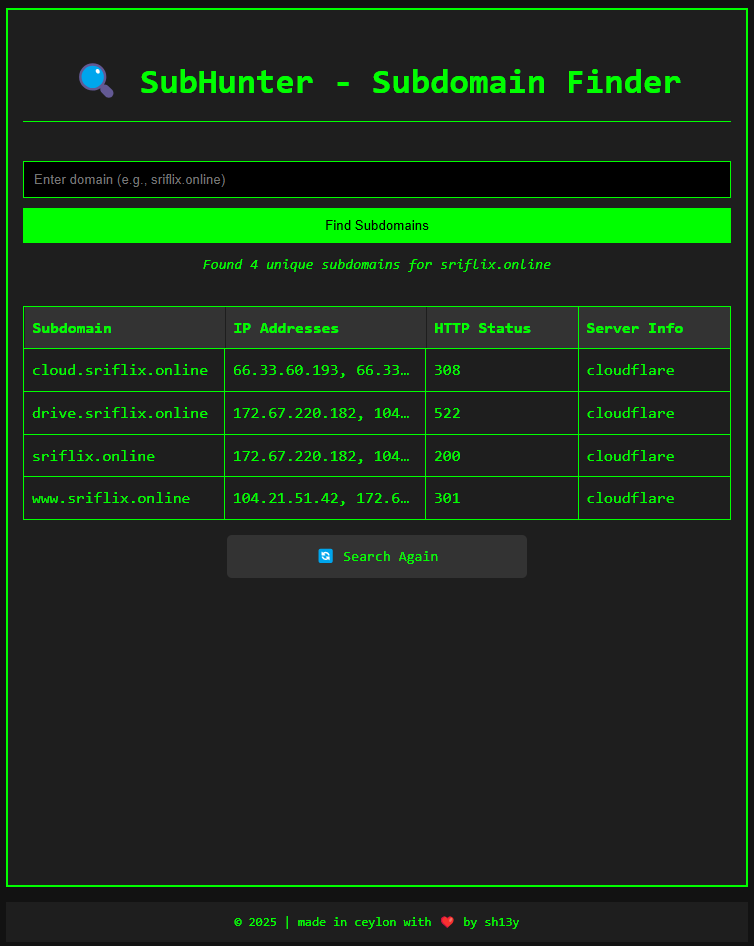 SubHunter - Subdomain Finder
Enter domain (e.g., sriflix.online)
Find Subdomains
Found 4 unique subdomains for sriflix.online
Subdomain IP Addresses HTTP Status Server Info
cloud.sriflix.online 66.33.60.193, 66.33… 308 cloudflare
drive.sriflix.online 172.67.220.182, 104… 522 cloudflare
sriflix.online 172.67.220.182, 104… 200 cloudflare
www.sriflix.online 104.21.51.42, 172.6… 301 cloudflare
Search Again
© 2025 | made in ceylon with ❤️ by sh13y